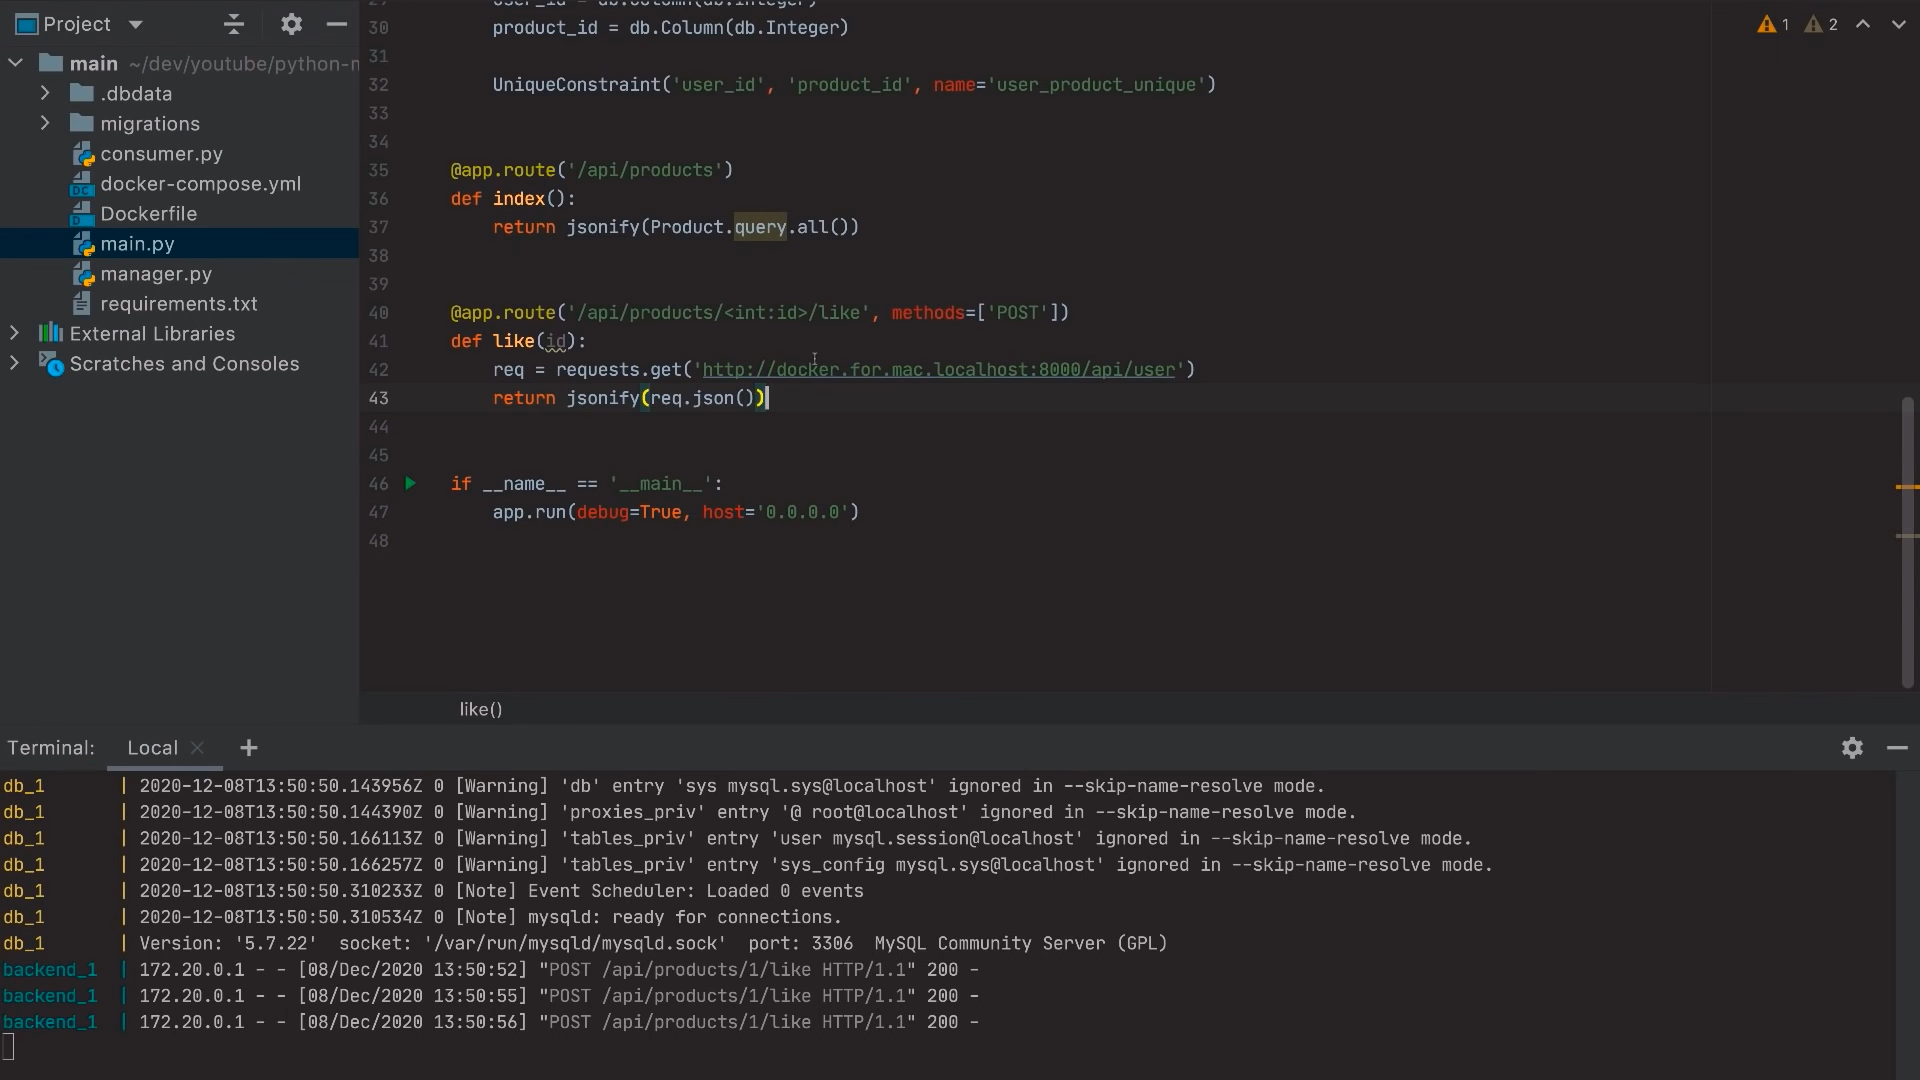 Project
main ~/dev/youtube/python-m
.dbdata
migrations
consumer.py
docker-compose.yml
Dockerfile
main.py
manager.py
requirements.txt
External Libraries
Scratches and Consoles
1 2
29 user_id = db.Column(db.Integer)
30 product_id = db.Column(db.Integer)
31
32 UniqueConstraint('user_id', 'product_id', name='user_product_unique')
33
34
35 @app.route('/api/products')
36 def index():
37 return jsonify(Product.query.all())
38
39
40 @app.route('/api/products/<int:id>/like', methods=['POST'])
41 def like(id):
42 req = requests.get('http://docker.for.mac.localhost:8000/api/user')
43 return jsonify(req.json())
44
45
46 if __name__ == '__main__':
47 app.run(debug=True, host='0.0.0.0')
48
like()
Terminal: Local
db_1 | 2020-12-08T13:50:50.143956Z 0 [Warning] 'db' entry 'sys mysql.sys@localhost' ignored in --skip-name-resolve mode.
db_1 | 2020-12-08T13:50:50.144390Z 0 [Warning] 'proxies_priv' entry '@ root@localhost' ignored in --skip-name-resolve mode.
db_1 | 2020-12-08T13:50:50.166113Z 0 [Warning] 'tables_priv' entry 'user mysql.session@localhost' ignored in --skip-name-resolve mode.
db_1 | 2020-12-08T13:50:50.166257Z 0 [Warning] 'tables_priv' entry 'sys_config mysql.sys@localhost' ignored in --skip-name-resolve mode.
db_1 | 2020-12-08T13:50:50.310233Z 0 [Note] Event Scheduler: Loaded 0 events
db_1 | 2020-12-08T13:50:50.310534Z 0 [Note] mysqld: ready for connections.
db_1 | Version: '5.7.22' socket: '/var/run/mysqld/mysqld.sock' port: 3306 MySQL Community Server (GPL)
backend_1 | 172.20.0.1 - - [08/Dec/2020 13:50:52] "POST /api/products/1/like HTTP/1.1" 200 -
backend_1 | 172.20.0.1 - - [08/Dec/2020 13:50:55] "POST /api/products/1/like HTTP/1.1" 200 -
backend_1 | 172.20.0.1 - - [08/Dec/2020 13:50:56] "POST /api/products/1/like HTTP/1.1" 200 -